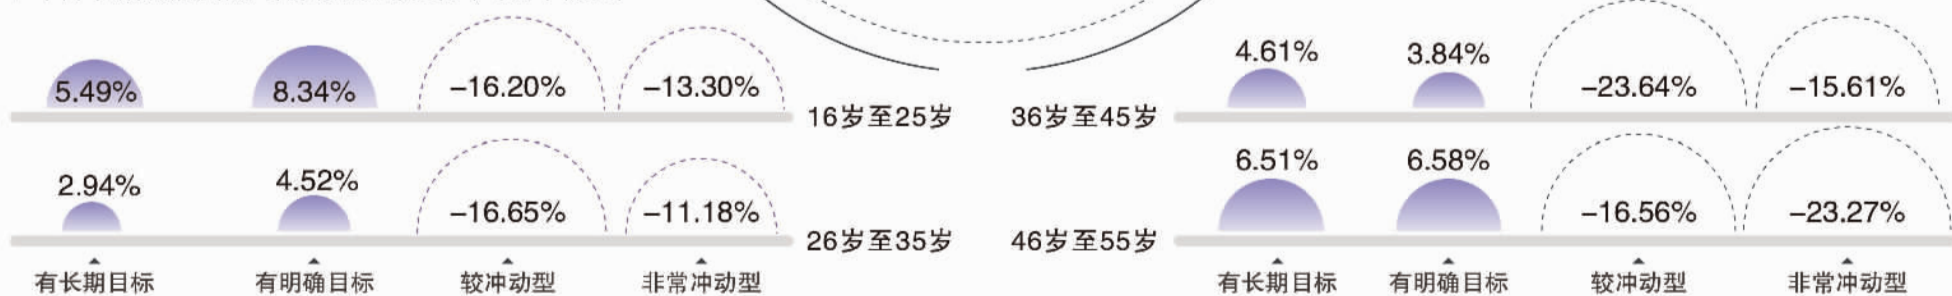 5.49% 8.34% –16.20% –13.30% 16岁至25岁
2.94% 4.52% –16.65% –11.18% 26岁至35岁
有长期目标 有明确目标 较冲动型 非常冲动型
36岁至45岁 4.61% 3.84% –23.64% –15.61%
46岁至55岁 6.51% 6.58% –16.56% –23.27%
有长期目标 有明确目标 较冲动型 非常冲动型